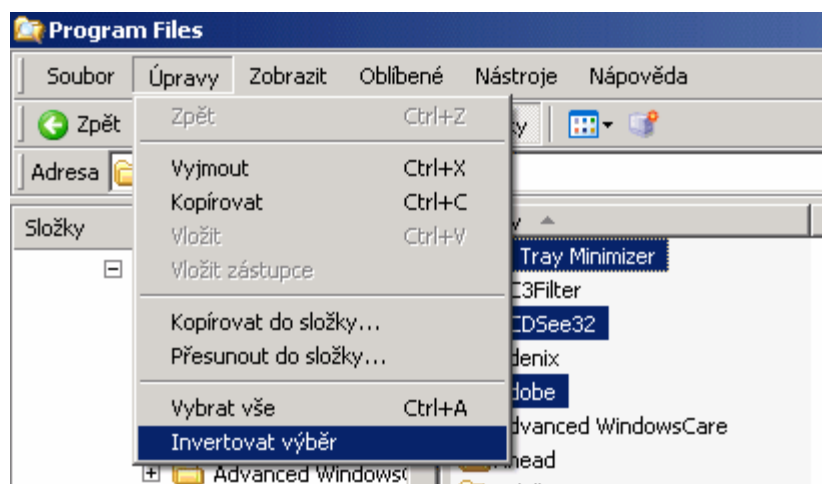 Program Files
Soubor Úpravy Zobrazit Oblíbené Nástroje Nápověda
Zpět
Adresa
Složky
Zpět Ctrl+Z
Vyjmout Ctrl+X
Kopírovat Ctrl+C
Vložit Ctrl+V
Vložit zástupce
Kopírovat do složky...
Přesunout do složky...
Vybrat vše Ctrl+A
Invertovat výběr
Tray Minimizer
C3Filter
CDSee32
denix
dobe
dvanced WindowsCare
head
Advanced Windows